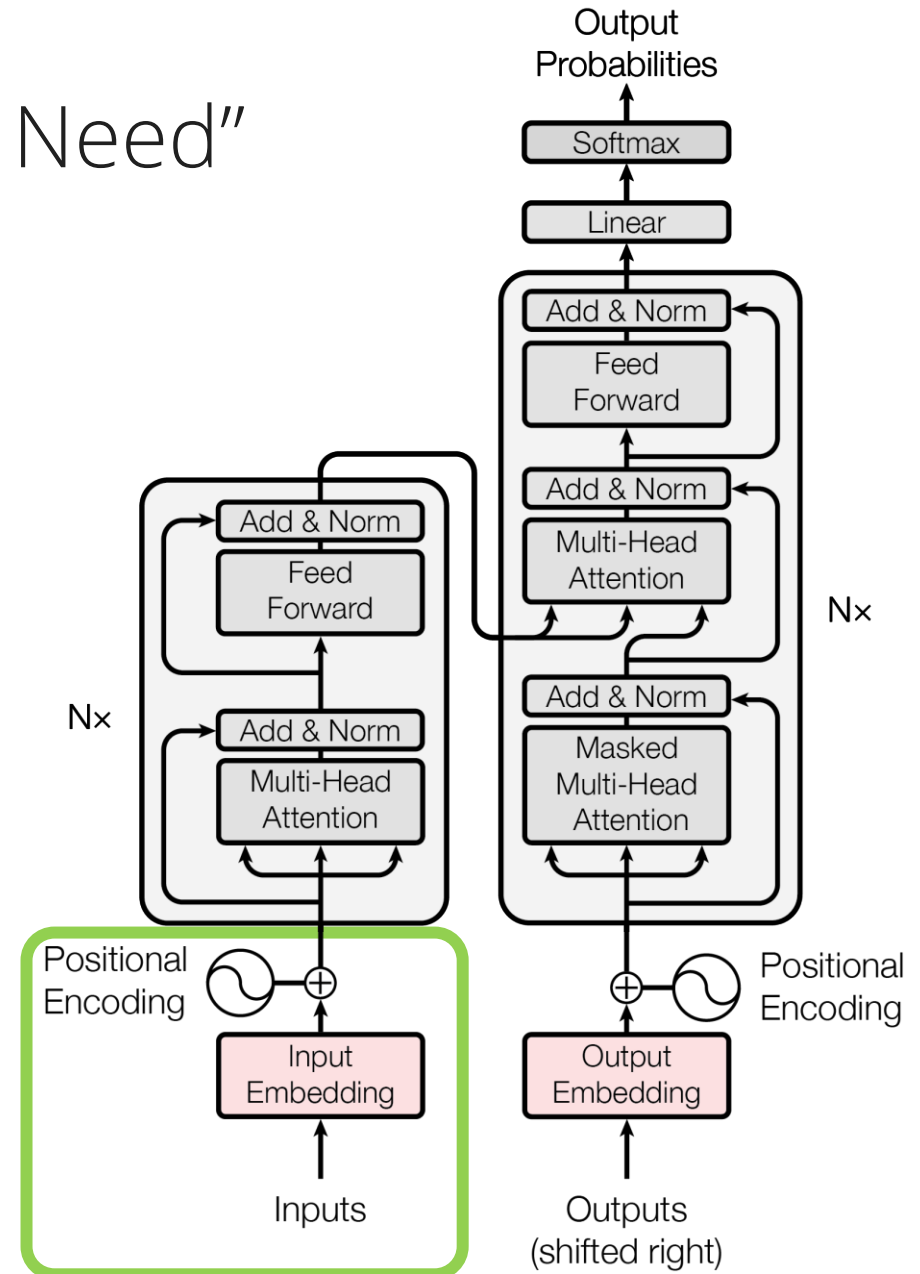 Need”
Output
Probabilities
Softmax
Linear
Add & Norm
Feed
Forward
Add & Norm
Multi-Head
Attention
Nx
Add & Norm
Masked
Multi-Head
Attention
Add & Norm
Feed
Forward
Nx
Add & Norm
Multi-Head
Attention
Positional
Encoding
Input
Embedding
Inputs
Positional
Encoding
Output
Embedding
Outputs
(shifted right)